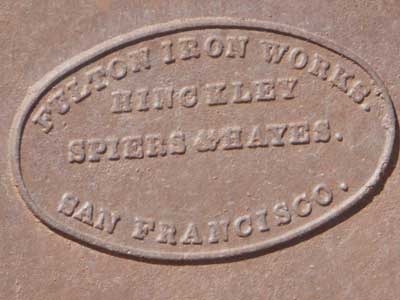 FULTON IRON WORKS.
HINCKLEY
SPIERS & HAYES.
SAN FRANCISCO.